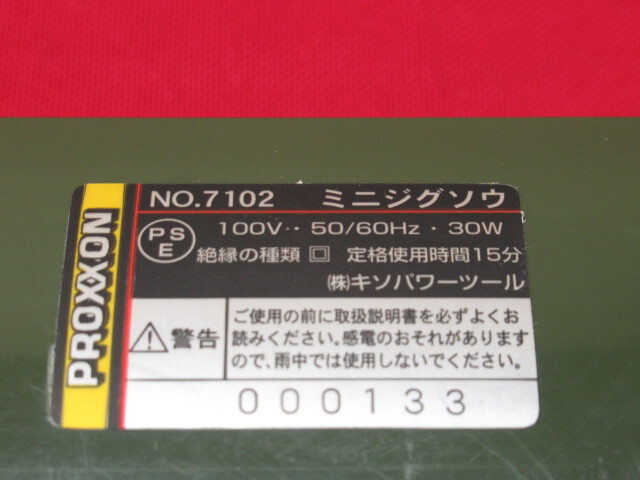 PROXXON
NO.7102 ミニジグソウ
PSE 100V・50/60Hz・30W
絶縁の種類 回 定格使用時間15分
㈱キソパワーツール
警告
ご使用の前に取扱説明書を必ずよくお
読みください。感電のおそれがあります
ので、雨中では使用しないでください。
000133